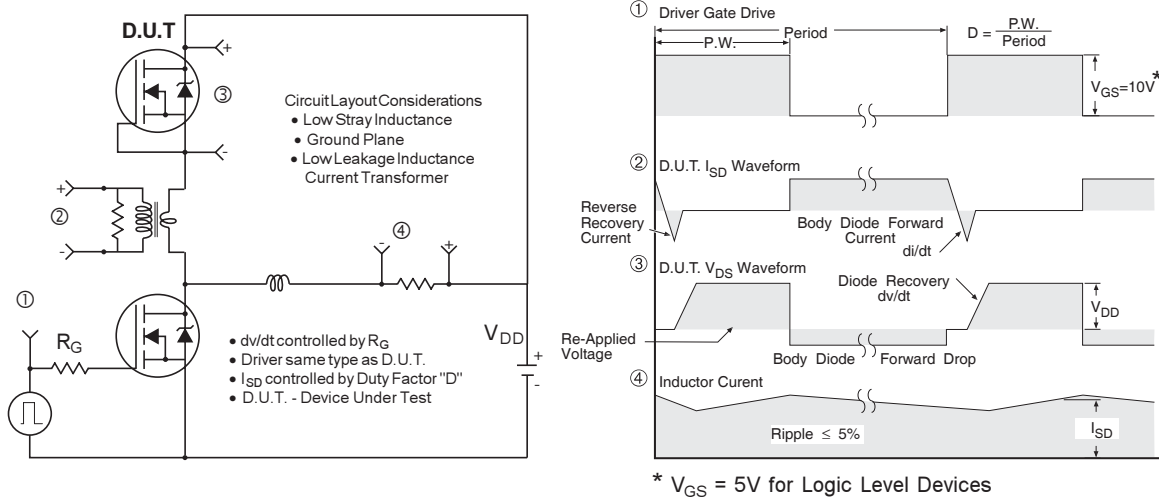 D.U.T
+
③
-
Circuit Layout Considerations
• Low Stray Inductance
• Ground Plane
• Low Leakage Inductance
Current Transformer
+
②
-
④
- +
①
R_G
V_DD
+
-
• dv/dt controlled by R_G
• Driver same type as D.U.T.
• I_SD controlled by Duty Factor "D"
• D.U.T. - Device Under Test
① Driver Gate Drive
Period
P.W.
D = P.W. / Period
V_GS=10V *
② D.U.T. I_SD Waveform
Reverse
Recovery
Current
Body Diode Forward
Current
di/dt
③ D.U.T. V_DS Waveform
Diode Recovery
dv/dt
V_DD
Re-Applied
Voltage
Body Diode Forward Drop
④ Inductor Curent
Ripple ≤ 5%
I_SD
* V_GS = 5V for Logic Level Devices